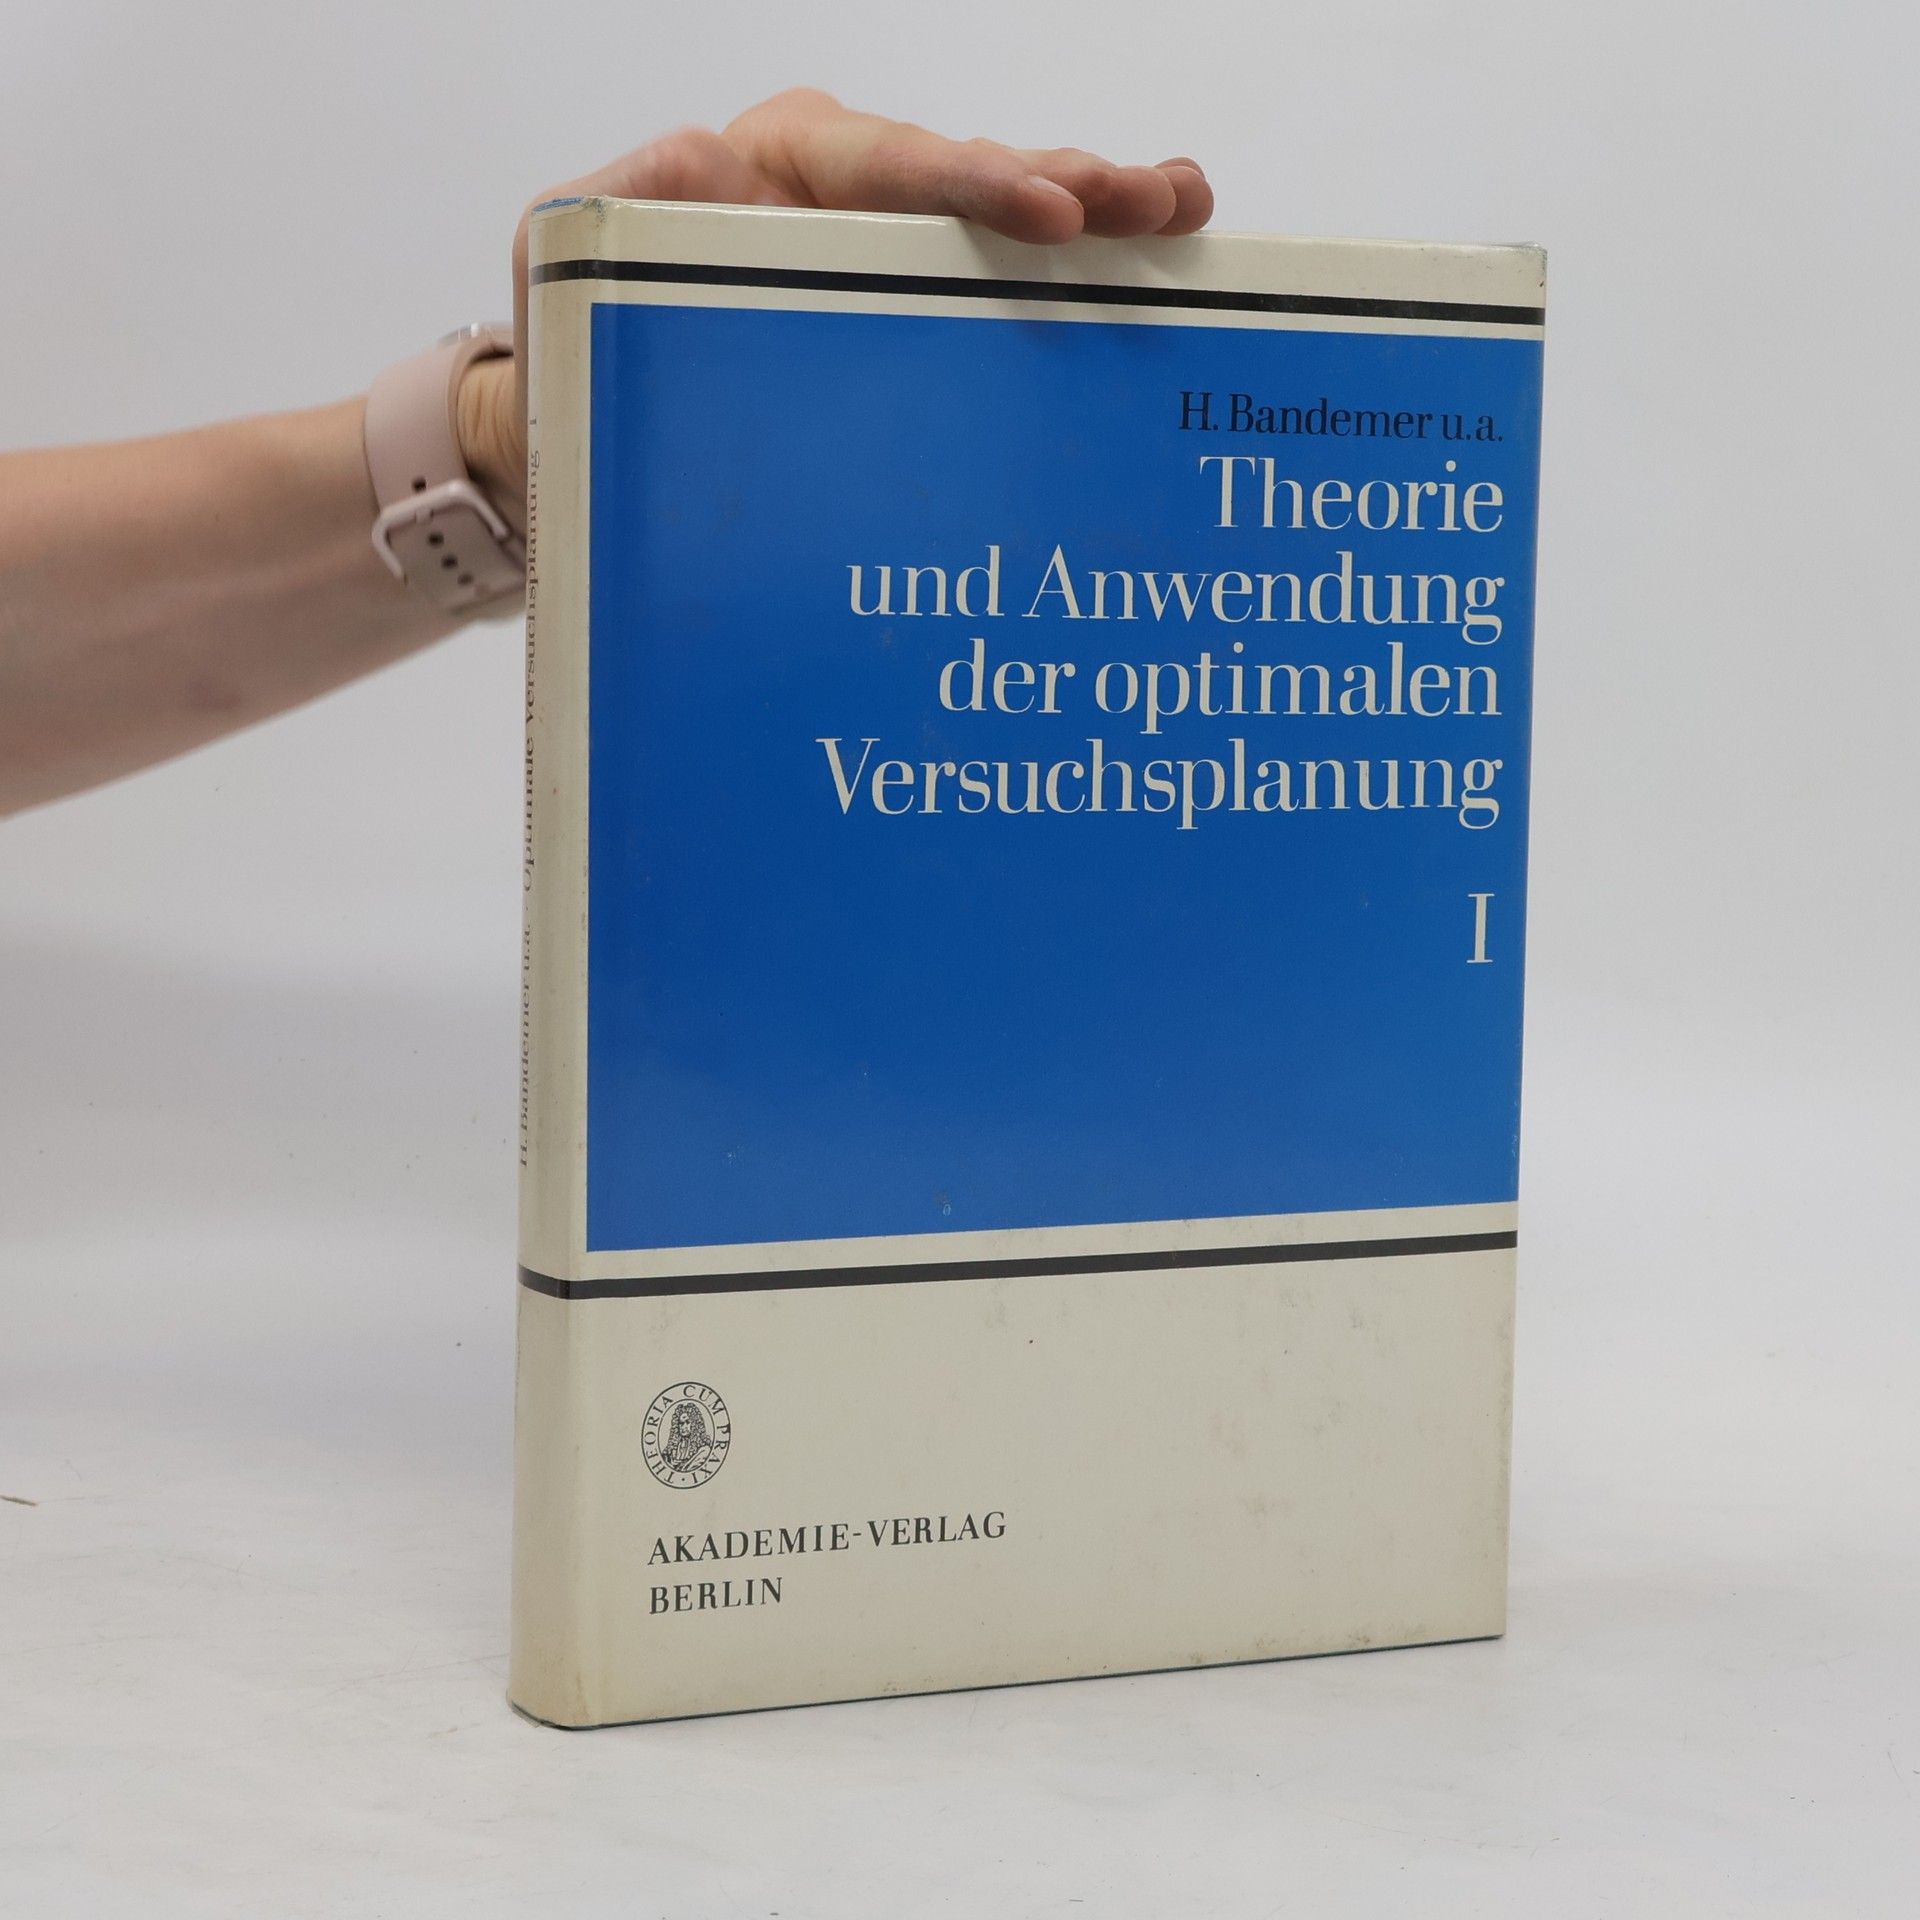 H. Bandemer u.a.
Theorie
und Anwendung
der optimalen
Versuchsplanung
I
THEORIA CUM PRAXI
AKADEMIE-VERLAG
BERLIN
H. Bandemer u.a. · Optimale Versuchsplanung I